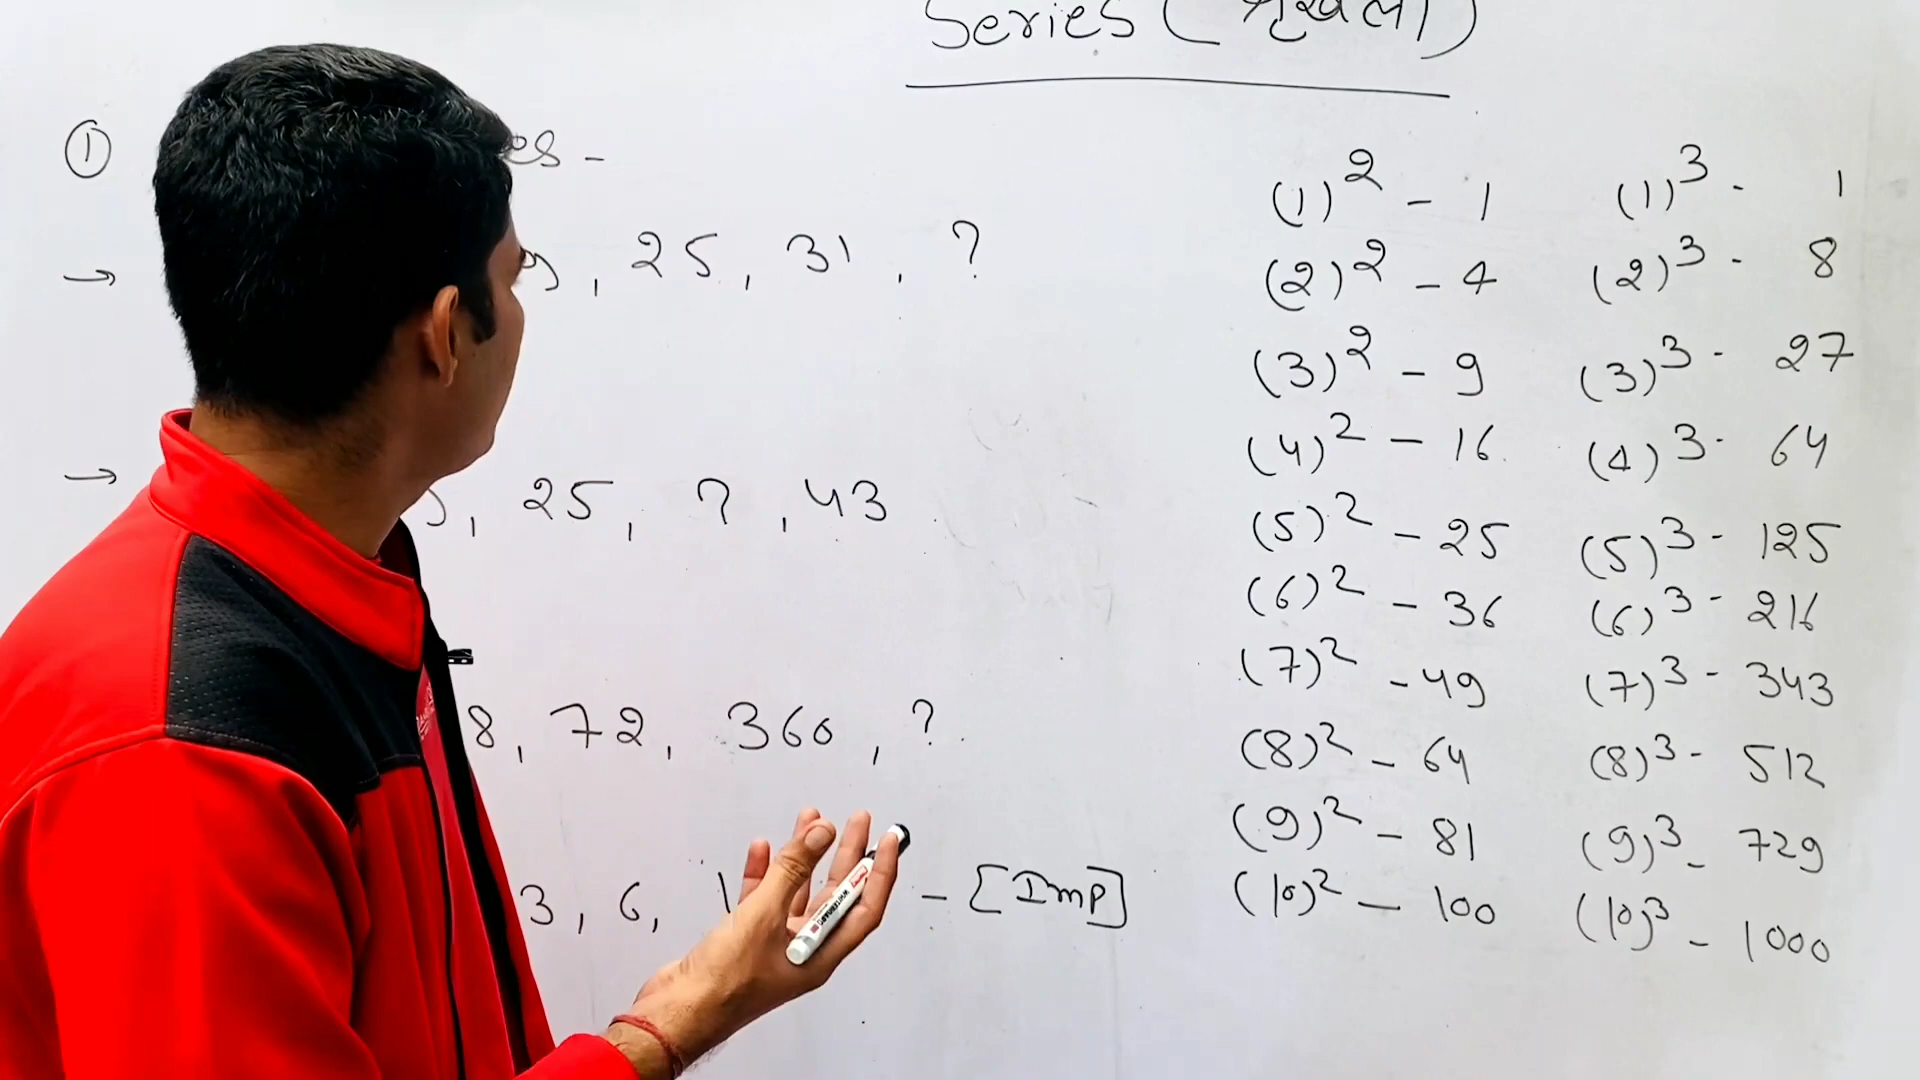 Series (शृंखला)
①
→ , 25, 31, ?
→ , 25, ?, 43
8, 72, 360, ?
3, 6, - [Imp]
(1)² - 1 (1)³ - 1
(2)² - 4 (2)³ - 8
(3)² - 9 (3)³ - 27
(4)² - 16 (4)³ - 64
(5)² - 25 (5)³ - 125
(6)² - 36 (6)³ - 216
(7)² - 49 (7)³ - 343
(8)² - 64 (8)³ - 512
(9)² - 81 (9)³ - 729
(10)² - 100 (10)³ - 1000